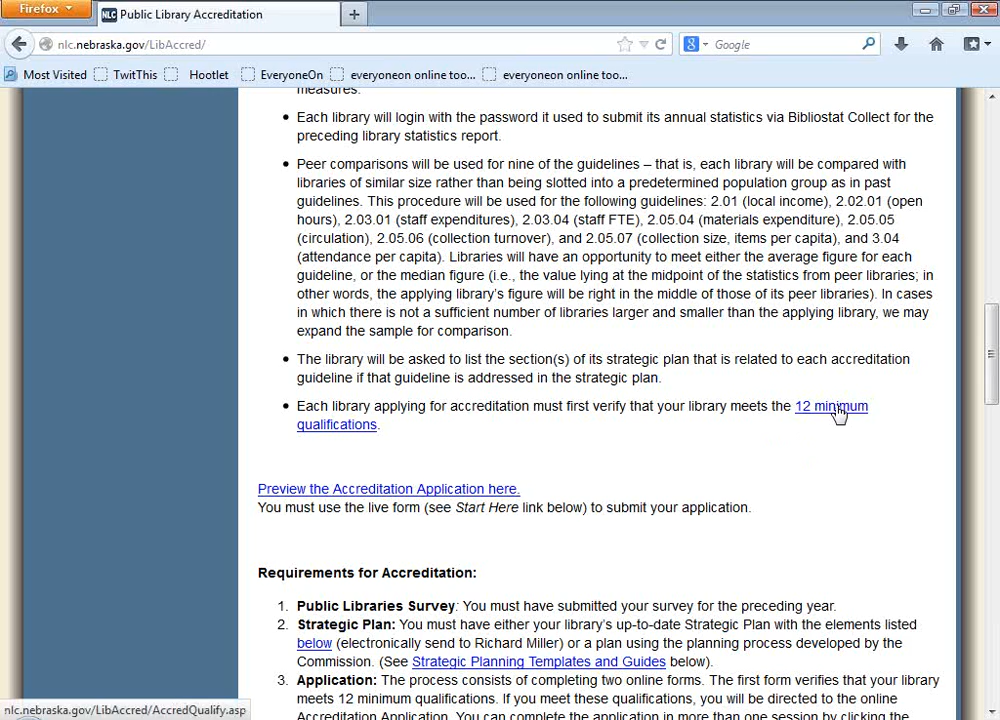 Firefox
NLC Public Library Accreditation
nlc.nebraska.gov/LibAccred/
Google
Most Visited TwitThis Hootlet EveryoneOn everyoneon online too... everyoneon online too...
measures.
• Each library will login with the password it used to submit its annual statistics via Bibliostat Collect for the
preceding library statistics report.
• Peer comparisons will be used for nine of the guidelines – that is, each library will be compared with
libraries of similar size rather than being slotted into a predetermined population group as in past
guidelines. This procedure will be used for the following guidelines: 2.01 (local income), 2.02.01 (open
hours), 2.03.01 (staff expenditures), 2.03.04 (staff FTE), 2.05.04 (materials expenditure), 2.05.05
(circulation), 2.05.06 (collection turnover), and 2.05.07 (collection size, items per capita), and 3.04
(attendance per capita). Libraries will have an opportunity to meet either the average figure for each
guideline, or the median figure (i.e., the value lying at the midpoint of the statistics from peer libraries; in
other words, the applying library's figure will be right in the middle of those of its peer libraries). In cases
in which there is not a sufficient number of libraries larger and smaller than the applying library, we may
expand the sample for comparison.
• The library will be asked to list the section(s) of its strategic plan that is related to each accreditation
guideline if that guideline is addressed in the strategic plan.
• Each library applying for accreditation must first verify that your library meets the 12 minimum
qualifications.
Preview the Accreditation Application here.
You must use the live form (see Start Here link below) to submit your application.
Requirements for Accreditation:
1. Public Libraries Survey: You must have submitted your survey for the preceding year.
2. Strategic Plan: You must have either your library's up-to-date Strategic Plan with the elements listed
below (electronically send to Richard Miller) or a plan using the planning process developed by the
Commission. (See Strategic Planning Templates and Guides below).
3. Application: The process consists of completing two online forms. The first form verifies that your library
meets 12 minimum qualifications. If you meet these qualifications, you will be directed to the online
Accreditation Application. You can complete the application in more than one session by clicking the
nlc.nebraska.gov/LibAccred/AccredQualify.asp